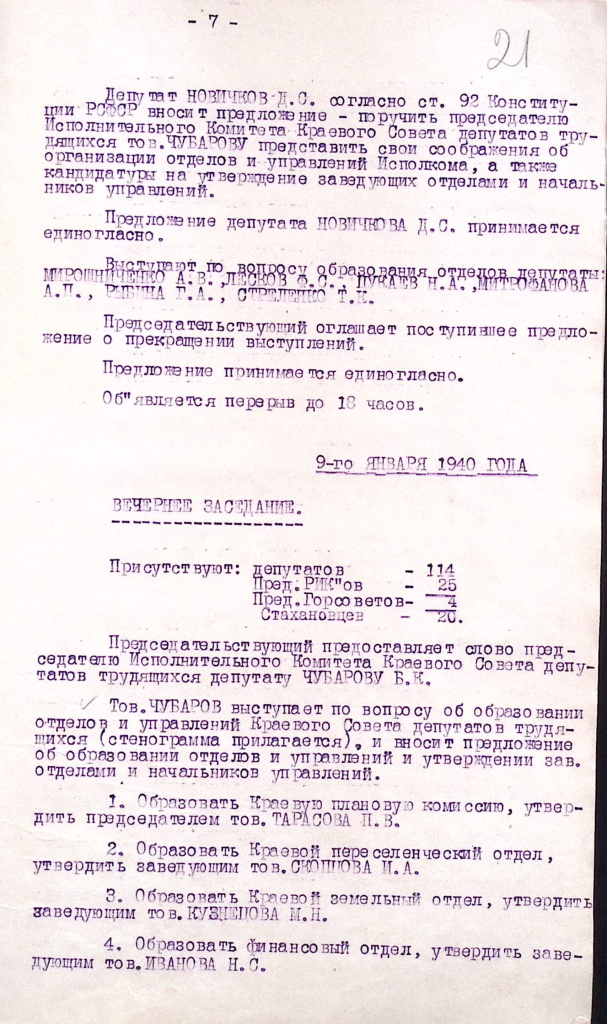 - 7 -
21
Депутат НОВИЧКОВ Д.С. согласно ст. 92 Конститу-
ции РСФСР вносит предложение - поручить председателю
Исполнительного Комитета Краевого Совета депутатов тру-
дящихся тов.ЧУБАРОВУ представить свои соображения об
организации отделов и управлений Исполкома, а также
кандидатуры на утверждение заведующих отделами и началь-
ников управлений.
Предложение депутата НОВИЧКОВА Д.С. принимается
единогласно.
Выступают по вопросу образования отделов депутаты:
МИРОШНИЧЕНКО А.В., ЛЕСКОВ Ф.С., ЛУКАЕВ Н.А., МИТРОФАНОВА
А.П., РЫБИНА Г.А., СТРЕЛЕНКО Т.К.
Председательствующий оглашает поступившее предло-
жение о прекращении выступлений.
Предложение принимается единогласно.
Об"является перерыв до 18 часов.
9-го ЯНВАРЯ 1940 ГОДА
ВЕЧЕРНЕЕ ЗАСЕДАНИЕ.
Присутствуют: депутатов - 114
Пред.РИК"ов - 25
Пред.Горсоветов- 4
Стахановцев - 20.
Председательствующий предоставляет слово пред-
седателю Исполнительного Комитета Краевого Совета депу-
татов трудящихся депутату ЧУБАРОВУ Б.К.
Тов.ЧУБАРОВ выступает по вопросу об образовании
отделов и управлений Краевого Совета депутатов трудя-
щихся (стенограмма прилагается), и вносит предложение
об образовании отделов и управлений и утверждении зав.
отделами и начальников управлений.
1. Образовать Краевую плановую комиссию, утвер-
дить председателем тов.ТАРАСОВА П.В.
2. Образовать Краевой переселенческий отдел,
утвердить заведующим тов.СКОПЦОВА И.А.
3. Образовать Краевой земельный отдел, утвердить
заведующим тов.КУЗНЕЦОВА М.Н.
4. Образовать финансовый отдел, утвердить заве-
дующим тов.ИВАНОВА Н.С.